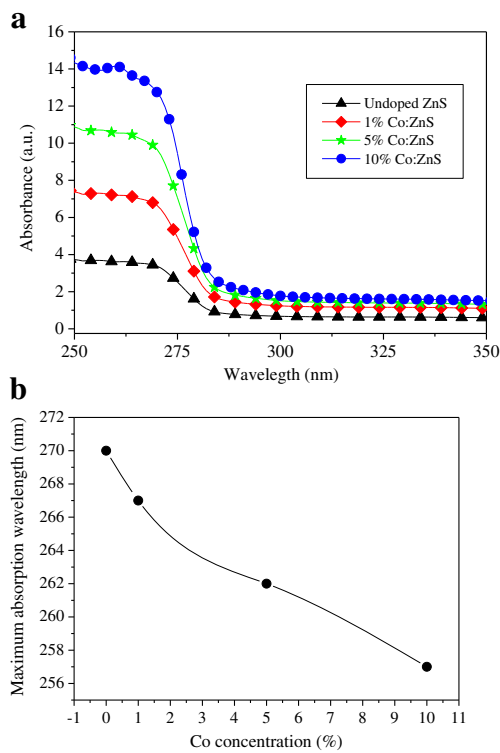 a
16
14
12
10
8
6
4
2
0
Absorbance (a.u.)
Undoped ZnS
1% Co:ZnS
5% Co:ZnS
10% Co:ZnS
250 275 300 325 350
Wavelegth (nm)
b
272
270
268
266
264
262
260
258
256
Maximum absorption wavelength (nm)
-1 0 1 2 3 4 5 6 7 8 9 10 11
Co concentration (%)